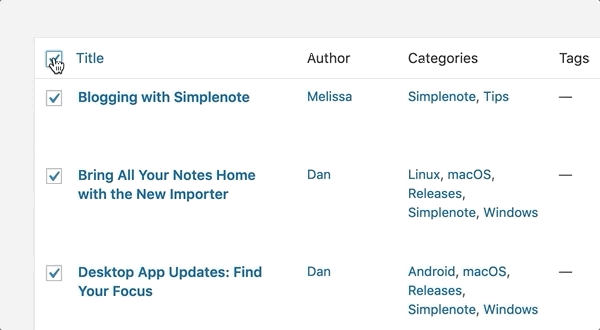 Title Author Categories Tags
Blogging with Simplenote Melissa Simplenote, Tips —
Bring All Your Notes Home Dan Linux, macOS, —
with the New Importer Releases,
Simplenote, Windows
Desktop App Updates: Find Dan Android, macOS, —
Your Focus Releases,
Simplenote, Windows